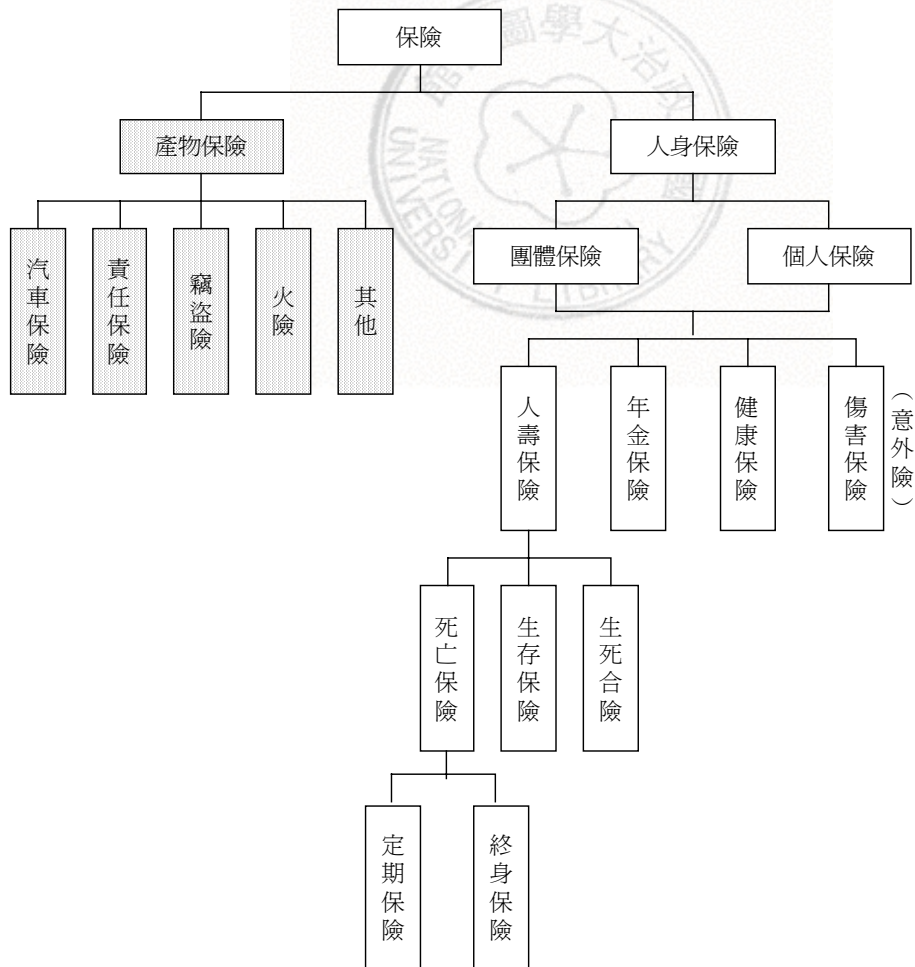 保險
產物保險
人身保險
汽車保險
責任保險
竊盜險
火險
其他
團體保險
個人保險
人壽保險
年金保險
健康保險
傷害保險
（意外險）
死亡保險
生存保險
生死合險
定期保險
終身保險